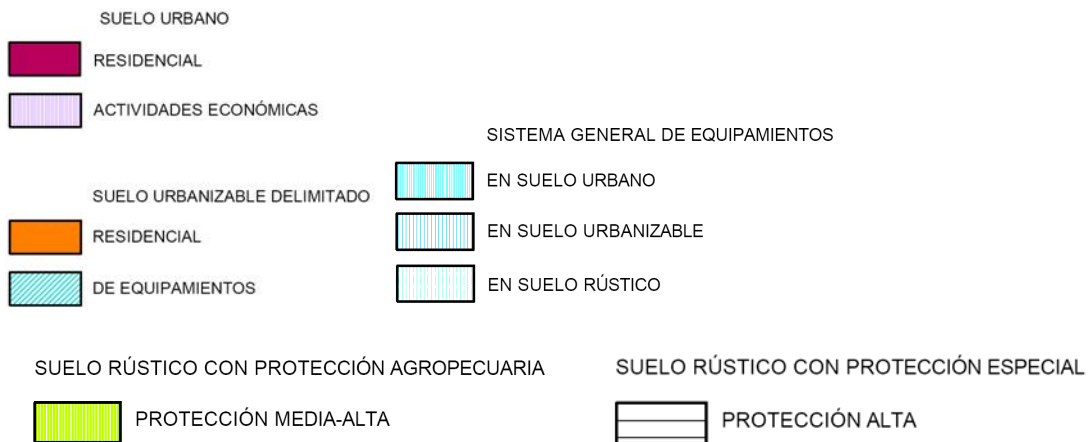 SUELO URBANO
RESIDENCIAL
ACTIVIDADES ECONÓMICAS
SUELO URBANIZABLE DELIMITADO
RESIDENCIAL
DE EQUIPAMIENTOS
SISTEMA GENERAL DE EQUIPAMIENTOS
EN SUELO URBANO
EN SUELO URBANIZABLE
EN SUELO RÚSTICO
SUELO RÚSTICO CON PROTECCIÓN AGROPECUARIA
PROTECCIÓN MEDIA-ALTA
SUELO RÚSTICO CON PROTECCIÓN ESPECIAL
PROTECCIÓN ALTA